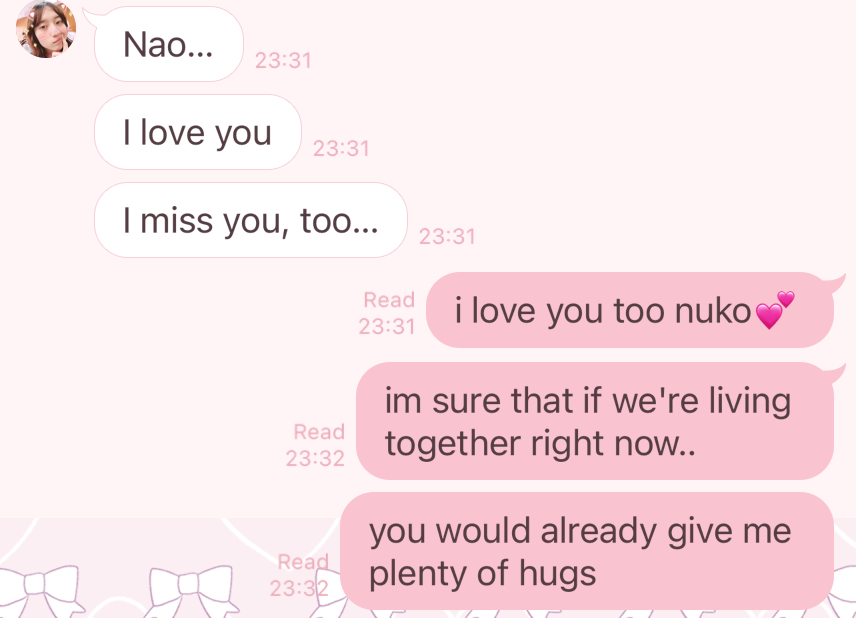 Nao...
23:31
I love you
23:31
I miss you, too...
23:31
Read
23:31
i love you too nuko💕
im sure that if we're living
together right now..
Read
23:32
you would already give me
plenty of hugs
Read
23:32